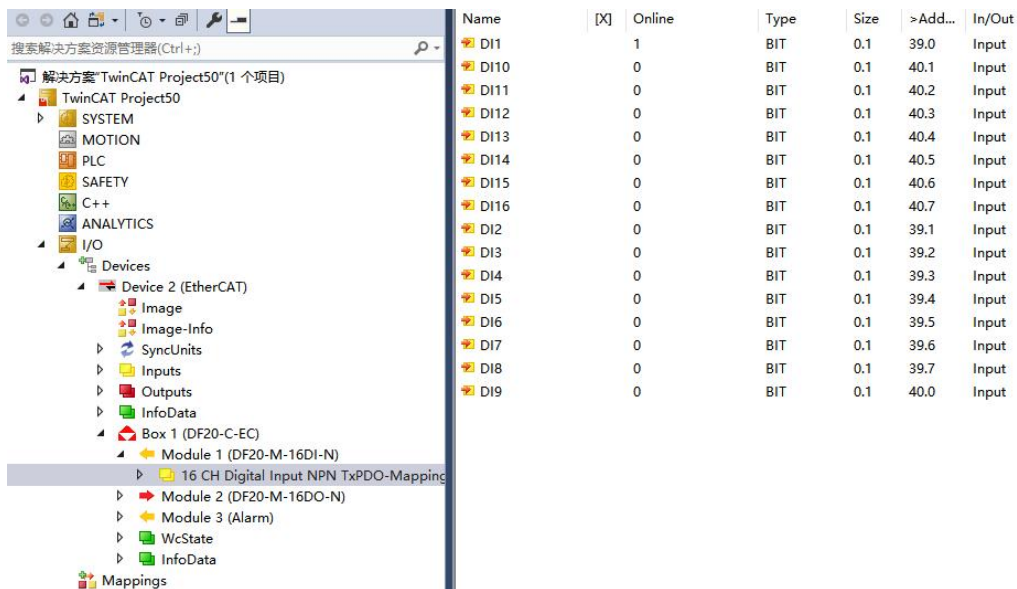 搜索解决方案资源管理器(Ctrl+;)
解决方案"TwinCAT Project50"(1 个项目)
TwinCAT Project50
SYSTEM
MOTION
PLC
SAFETY
C++
ANALYTICS
I/O
Devices
Device 2 (EtherCAT)
Image
Image-Info
SyncUnits
Inputs
Outputs
InfoData
Box 1 (DF20-C-EC)
Module 1 (DF20-M-16DI-N)
16 CH Digital Input NPN TxPDO-Mapping
Module 2 (DF20-M-16DO-N)
Module 3 (Alarm)
WcState
InfoData
Mappings
Name [X] Online Type Size >Add... In/Out
DI1 1 BIT 0.1 39.0 Input
DI10 0 BIT 0.1 40.1 Input
DI11 0 BIT 0.1 40.2 Input
DI12 0 BIT 0.1 40.3 Input
DI13 0 BIT 0.1 40.4 Input
DI14 0 BIT 0.1 40.5 Input
DI15 0 BIT 0.1 40.6 Input
DI16 0 BIT 0.1 40.7 Input
DI2 0 BIT 0.1 39.1 Input
DI3 0 BIT 0.1 39.2 Input
DI4 0 BIT 0.1 39.3 Input
DI5 0 BIT 0.1 39.4 Input
DI6 0 BIT 0.1 39.5 Input
DI7 0 BIT 0.1 39.6 Input
DI8 0 BIT 0.1 39.7 Input
DI9 0 BIT 0.1 40.0 Input